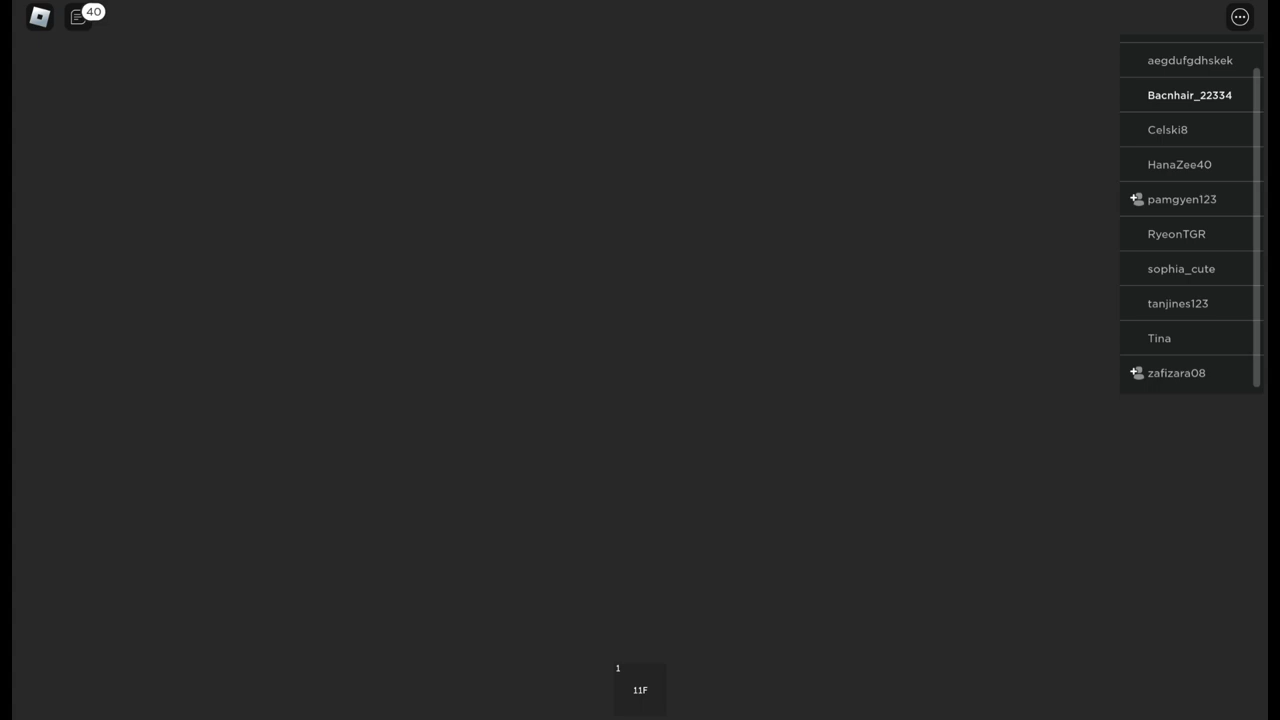 40
aegdufgdhskek
Bacnhair_22334
Celski8
HanaZee40
pamgyen123
RyeonTGR
sophia_cute
tanjines123
Tina
zafizara08
1
11F